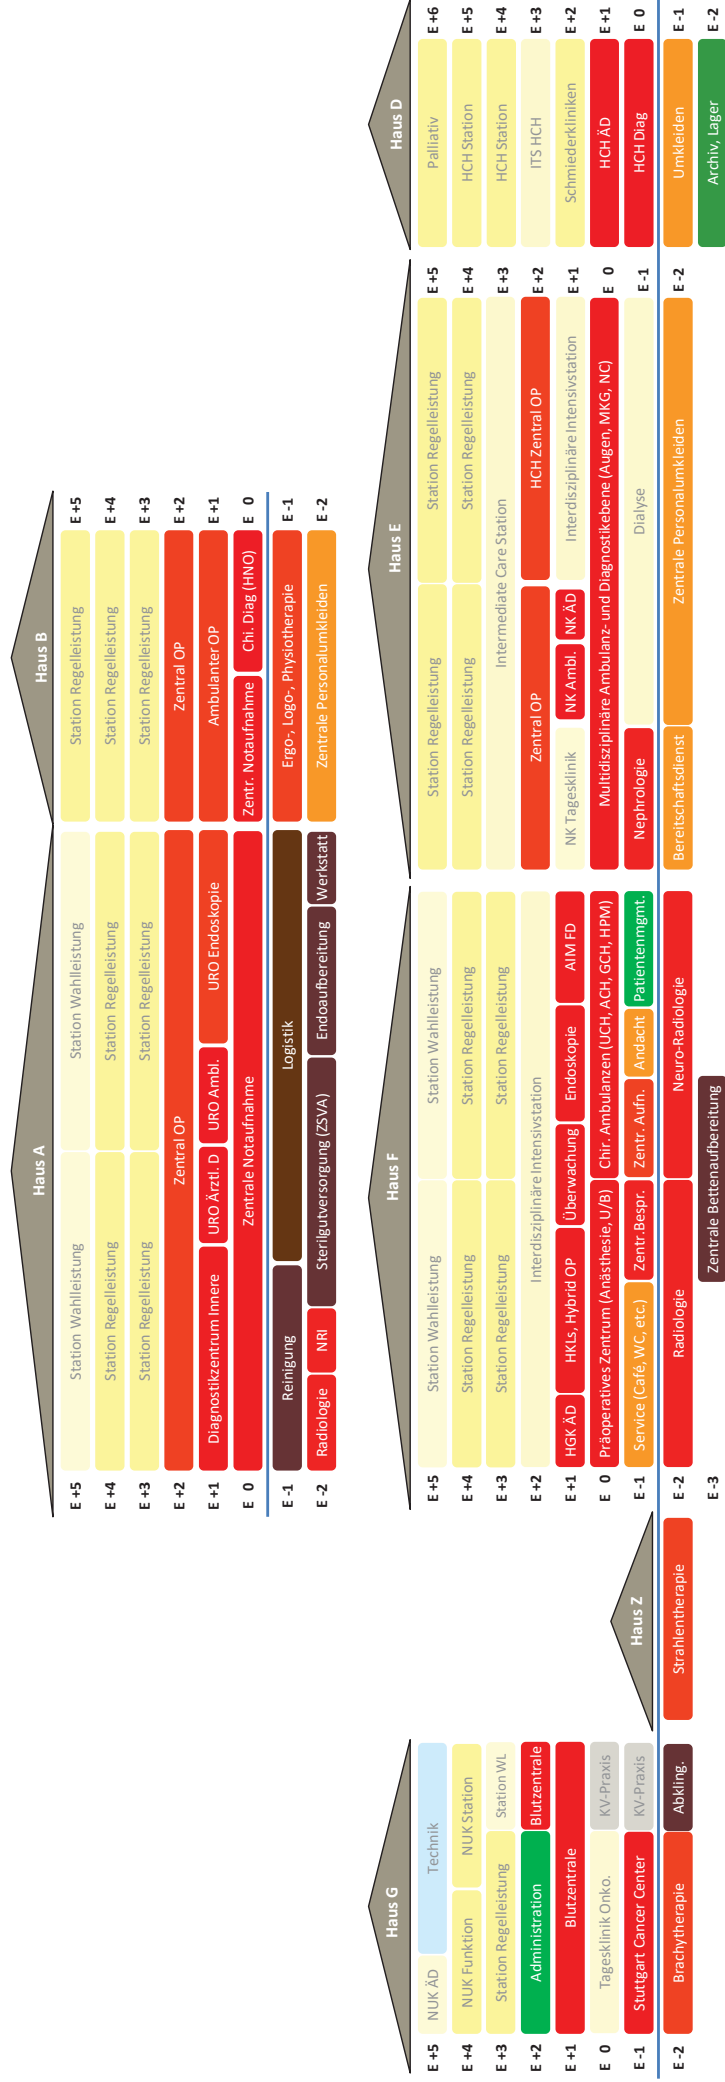 Haus A
Haus B
E +5
Station Wahlleistung
Station Wahlleistung
Station Regelleistung
E +5
E +4
Station Regelleistung
Station Regelleistung
Station Regelleistung
E +4
E +3
Station Regelleistung
Station Regelleistung
Station Regelleistung
E +3
E +2
Zentral OP
Zentral OP
E +2
E +1
Diagnostikzentrum Innere
URO Ärztl. D
URO Ambl.
URO Endoskopie
Ambulanter OP
E +1
E 0
Zentrale Notaufnahme
Zentr. Notaufnahme
Chi. Diag (HNO)
E 0
E -1
Reinigung
Logistik
Ergo-, Logo-, Physiotherapie
E -1
E -2
Radiologie
NRI
Sterilgutversorgung (ZSVA)
Endoaufbereitung
Werkstatt
Zentrale Personalumkleiden
E -2
Haus G
E +5
NUK ÄD
Technik
E +4
NUK Funktion
NUK Station
E +3
Station Regelleistung
Station WL
E +2
Administration
Blutzentrale
E +1
Blutzentrale
E 0
Tagesklinik Onko.
KV-Praxis
E -1
Stuttgart Cancer Center
KV-Praxis
E -2
Brachytherapie
Abkling.
Haus Z
Strahlentherapie
Haus F
E +5
Station Wahlleistung
Station Wahlleistung
E +4
Station Regelleistung
Station Regelleistung
E +3
Station Regelleistung
Station Regelleistung
E +2
Interdisziplinäre Intensivstation
E +1
HGK ÄD
HKLs, Hybrid OP
Überwachung
Endoskopie
AIM FD
E 0
Präoperatives Zentrum (Anästhesie, U/B)
Chir. Ambulanzen (UCH, ACH, GCH, HPM)
E -1
Service (Café, WC, etc.)
Zentr.Bespr.
Zentr. Aufn.
Andacht
Patientenmgmt.
E -2
Radiologie
Neuro-Radiologie
E -3
Zentrale Bettenaufbereitung
Haus E
Station Regelleistung
Station Regelleistung
E +5
Station Regelleistung
Station Regelleistung
E +4
Intermediate Care Station
E +3
Zentral OP
HCH Zentral OP
E +2
NK Tagesklinik
NK Ambl.
NK ÄD
Interdisziplinäre Intensivstation
E +1
Multidisziplinäre Ambulanz- und Diagnostikebene (Augen, MKG, NC)
E 0
Nephrologie
Dialyse
E -1
Bereitschaftsdienst
Zentrale Personalumkleiden
E -2
Haus D
Palliativ
E +6
HCH Station
E +5
HCH Station
E +4
ITS HCH
E +3
Schmiederkliniken
E +2
HCH ÄD
E +1
HCH Diag
E 0
Umkleiden
E -1
Archiv, Lager
E -2